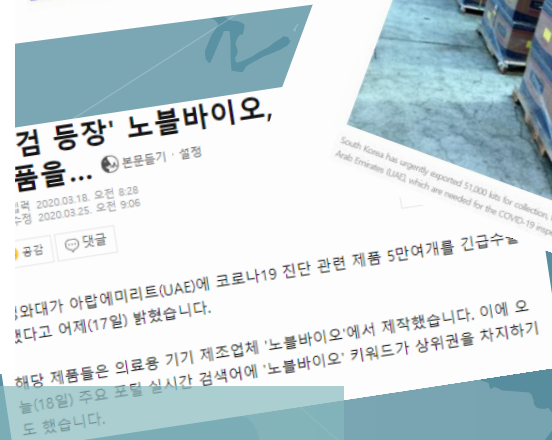 검 등장' 노블바이오,
품을...
본문듣기 · 설정
2020.03.18. 오전 8:28
수정 2020.03.25. 오전 9:06
공감 댓글
South Korea has urgently exported 51,000 kits for collection,
Arab Emirates (UAE), which are needed for the COVID-19
와대가 아랍에미리트(UAE)에 코로나19 진단 관련 제품 5만여개를 긴급수출
했다고 어제(17일) 밝혔습니다.
해당 제품들은 의료용 기기 제조업체 '노블바이오'에서 제작했습니다. 이에 오
늘(18일) 주요 포털 실시간 검색어에 '노블바이오' 키워드가 상위권을 차지하기
도 했습니다.